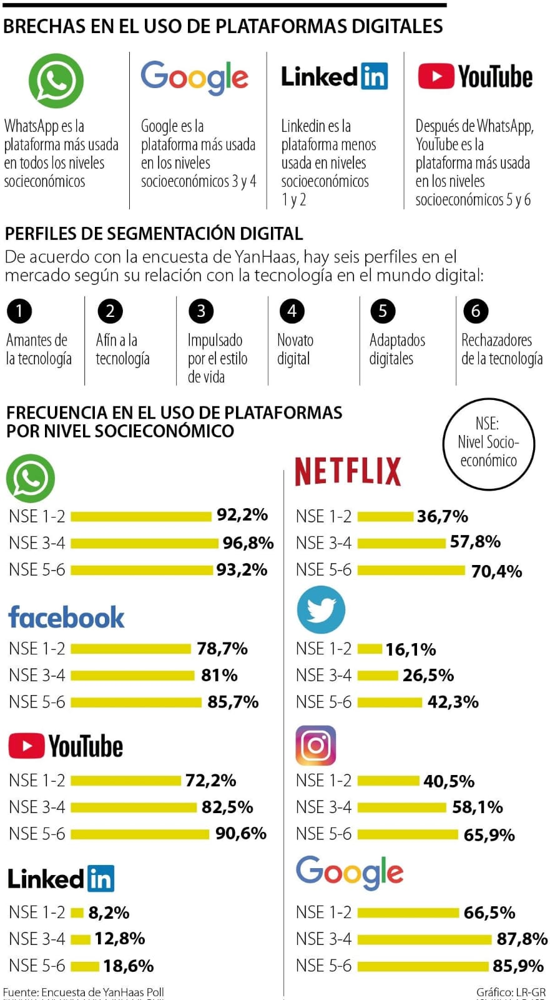 BRECHAS EN EL USO DE PLATAFORMAS DIGITALES
WhatsApp es la
plataforma más usada
en todos los niveles
socieconómicos
Google
Google es la
plataforma más usada
en los niveles
socioeconómicos 3 y 4
Linked in
Linkedin es la
plataforma menos
usada en niveles
socioeconómicos
1 y 2
YouTube
Después de WhatsApp,
YouTube es la
plataforma más usada
en los niveles
socioeconómicos 5 y 6
PERFILES DE SEGMENTACIÓN DIGITAL
De acuerdo con la encuesta de YanHaas, hay seis perfiles en el
mercado según su relación con la tecnología en el mundo digital:
1
Amantes de
la tecnología
2
Afín a la
tecnología
3
Impulsado
por el estilo
de vida
4
Novato
digital
5
Adaptados
digitales
6
Rechazadores
de la tecnología
FRECUENCIA EN EL USO DE PLATAFORMAS
POR NIVEL SOCIECONÓMICO
NSE:
Nivel Socio-
económico
NSE 1-2 92,2%
NSE 3-4 96,8%
NSE 5-6 93,2%
facebook
NSE 1-2 78,7%
NSE 3-4 81%
NSE 5-6 85,7%
YouTube
NSE 1-2 72,2%
NSE 3-4 82,5%
NSE 5-6 90,6%
Linked in
NSE 1-2 8,2%
NSE 3-4 12,8%
NSE 5-6 18,6%
NETFLIX
NSE 1-2 36,7%
NSE 3-4 57,8%
NSE 5-6 70,4%
NSE 1-2 16,1%
NSE 3-4 26,5%
NSE 5-6 42,3%
NSE 1-2 40,5%
NSE 3-4 58,1%
NSE 5-6 65,9%
Google
NSE 1-2 66,5%
NSE 3-4 87,8%
NSE 5-6 85,9%
Fuente: Encuesta de YanHaas Poll
Gráfico: LR-GR